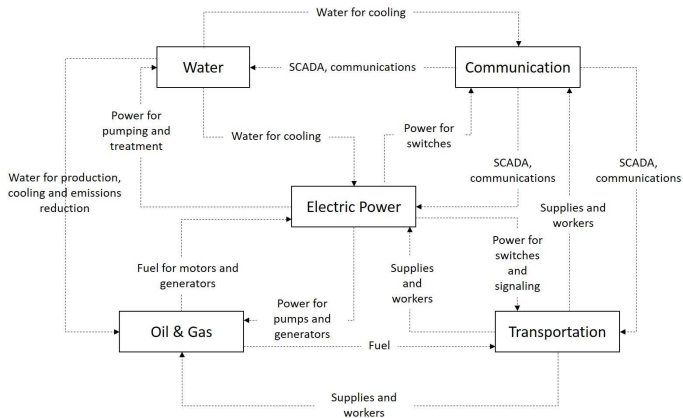 Water for cooling
Water
SCADA, communications
Communication
Power for
pumping and
treatment
Water for cooling
Power for
switches
SCADA,
communications
SCADA,
communications
Water for production,
cooling and emissions
reduction
Electric Power
Supplies and
workers
Power for
switches
and
signaling
Fuel for motors and
generators
Supplies
and
workers
Power for
pumps and
generators
Oil & Gas
Fuel
Transportation
Supplies and
workers